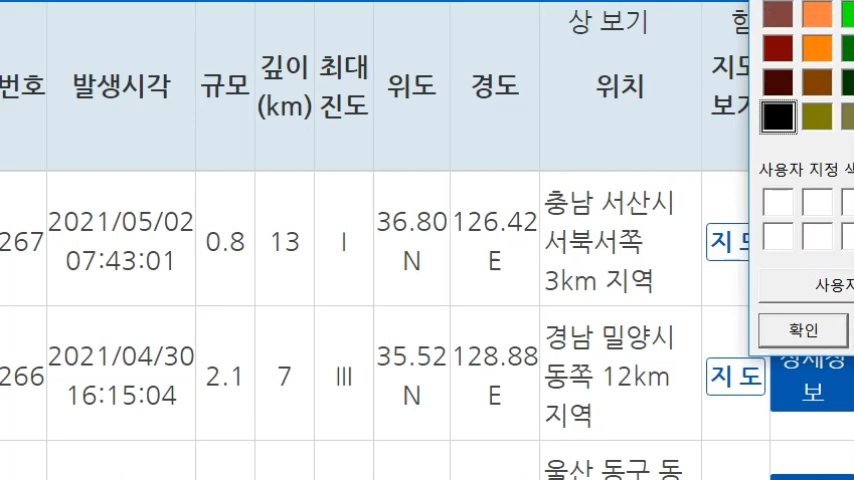 상 보기
번호 발생시각 규모 깊이 (km) 최대 진도 위도 경도 위치
사용자 지정
267 2021/05/02 07:43:01 0.8 13 Ⅰ 36.80 N 126.42 E 충남 서산시 서북서쪽 3km 지역 지
확인
266 2021/04/30 16:15:04 2.1 7 Ⅲ 35.52 N 128.88 E 경남 밀양시 동쪽 12km 지역 지 도 상세정보
울산 동구 동